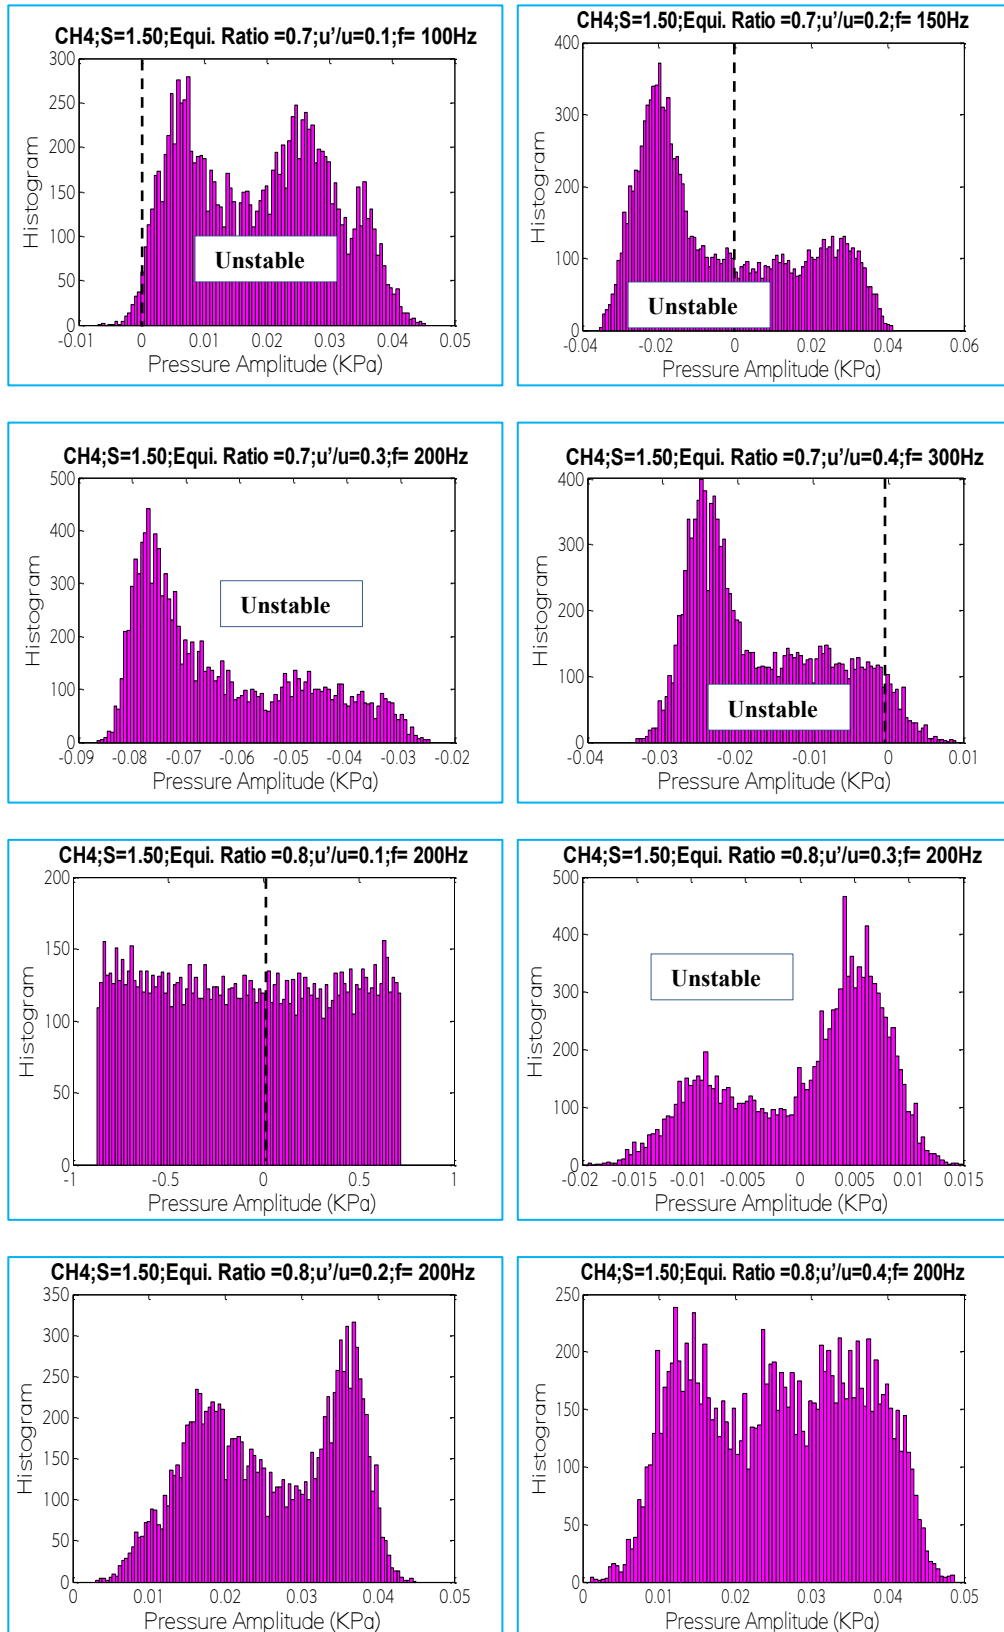 CH4;S=1.50;Equi. Ratio =0.7;u'/u=0.1;f= 100Hz
300
250
200
150
100
50
0
Histogram
Unstable
-0.01 0 0.01 0.02 0.03 0.04 0.05
Pressure Amplitude (KPa)
CH4;S=1.50;Equi. Ratio =0.7;u'/u=0.2;f= 150Hz
400
300
200
100
0
Histogram
Unstable
-0.04 -0.02 0 0.02 0.04 0.06
Pressure Amplitude (KPa)
CH4;S=1.50;Equi. Ratio =0.7;u'/u=0.3;f= 200Hz
500
400
300
200
100
0
Histogram
Unstable
-0.09 -0.08 -0.07 -0.06 -0.05 -0.04 -0.03 -0.02
Pressure Amplitude (KPa)
CH4;S=1.50;Equi. Ratio =0.7;u'/u=0.4;f= 300Hz
400
300
200
100
0
Histogram
Unstable
-0.04 -0.03 -0.02 -0.01 0 0.01
Pressure Amplitude (KPa)
CH4;S=1.50;Equi. Ratio =0.8;u'/u=0.1;f= 200Hz
200
150
100
50
0
Histogram
-1 -0.5 0 0.5 1
Pressure Amplitude (KPa)
CH4;S=1.50;Equi. Ratio =0.8;u'/u=0.3;f= 200Hz
500
400
300
200
100
0
Histogram
Unstable
-0.02 -0.015 -0.01 -0.005 0 0.005 0.01 0.015
Pressure Amplitude (KPa)
CH4;S=1.50;Equi. Ratio =0.8;u'/u=0.2;f= 200Hz
350
300
250
200
150
100
50
0
Histogram
0 0.01 0.02 0.03 0.04 0.05
Pressure Amplitude (KPa)
CH4;S=1.50;Equi. Ratio =0.8;u'/u=0.4;f= 200Hz
250
200
150
100
50
0
Histogram
0 0.01 0.02 0.03 0.04 0.05
Pressure Amplitude (KPa)